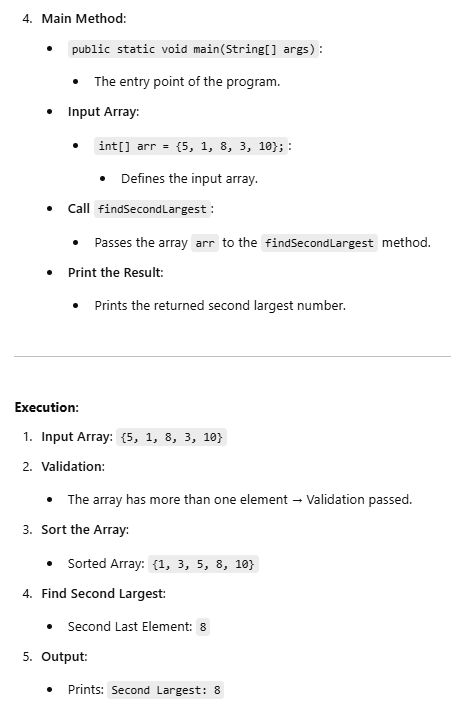 4. Main Method:
• public static void main(String[] args) :
• The entry point of the program.
• Input Array:
• int[] arr = {5, 1, 8, 3, 10}; :
• Defines the input array.
• Call findSecondLargest :
• Passes the array arr to the findSecondLargest method.
• Print the Result:
• Prints the returned second largest number.
Execution:
1. Input Array: {5, 1, 8, 3, 10}
2. Validation:
• The array has more than one element → Validation passed.
3. Sort the Array:
• Sorted Array: {1, 3, 5, 8, 10}
4. Find Second Largest:
• Second Last Element: 8
5. Output:
• Prints: Second Largest: 8